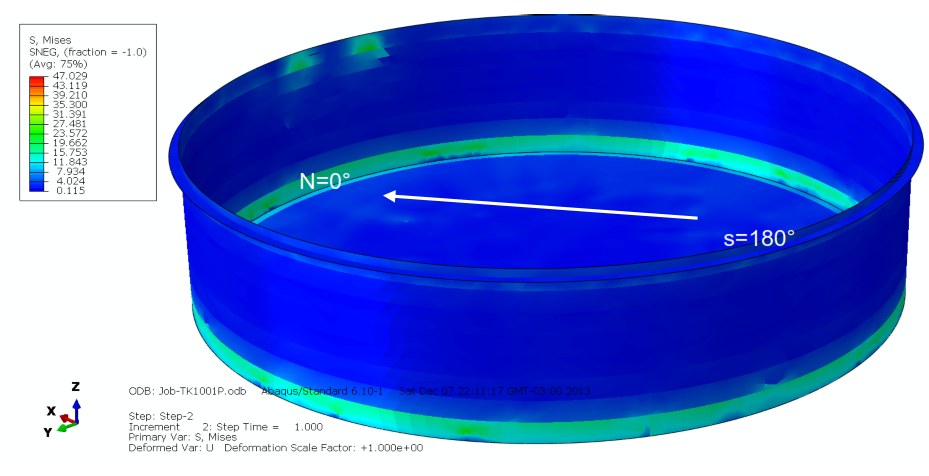 S, Mises
SNEG, (fraction = -1.0)
(Avg: 75%)
47.029
43.119
39.210
35.300
31.391
27.481
23.572
19.662
15.753
11.843
7.934
4.024
0.115
N=0°
s=180°
Z
X
Y
ODB: Job-TK1001P.odb Abaqus/Standard 6.10-1 Sat Dec 07 22:11:17 GMT-03:00 2013
Step: Step-2
Increment 2: Step Time = 1.000
Primary Var: S, Mises
Deformed Var: U Deformation Scale Factor: +1.000e+00